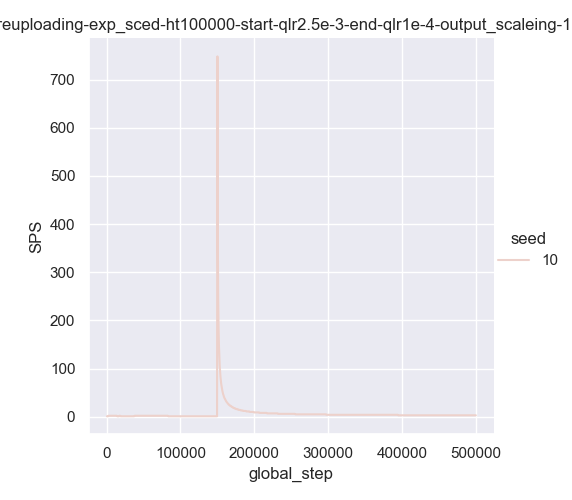 reuploading-exp_sced-ht100000-start-qlr2.5e-3-end-qlr1e-4-output_scaleing-1
700
600
500
400
300
200
100
0
SPS
0 100000 200000 300000 400000 500000
global_step
seed
10